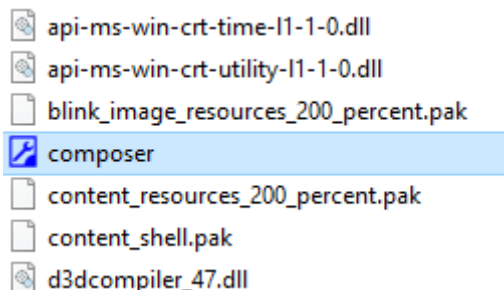 api-ms-win-crt-time-l1-1-0.dll
api-ms-win-crt-utility-l1-1-0.dll
blink_image_resources_200_percent.pak
composer
content_resources_200_percent.pak
content_shell.pak
d3dcompiler_47.dll